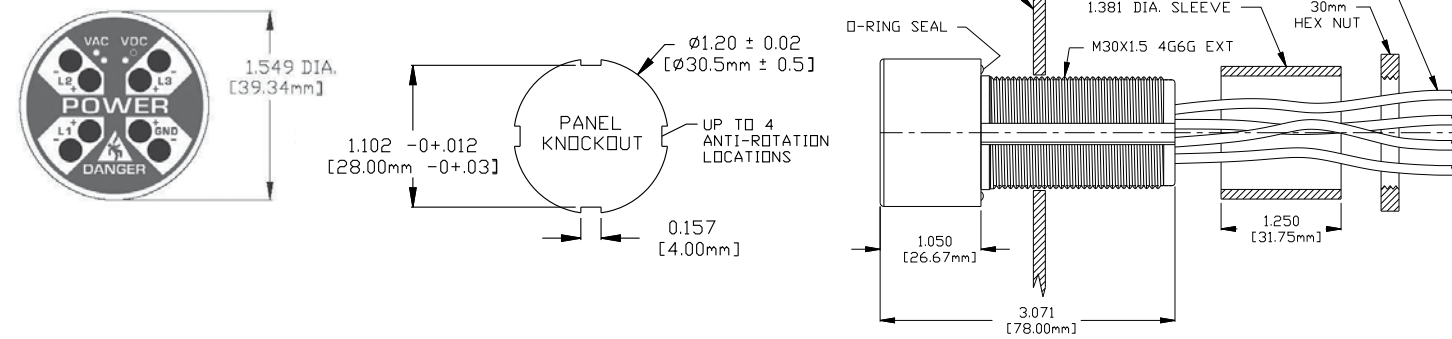 VAC VDC
- -
L2 L3
+ +
POWER
+ +
L1 GND
- -
DANGER
1.549 DIA.
[39.34mm]
Ø1.20 ± 0.02
[Ø30.5mm ± 0.5]
PANEL
KNOCKOUT
1.102 -0+.012
[28.00mm -0+.03]
UP TO 4
ANTI-ROTATION
LOCATIONS
0.157
[4.00mm]
O-RING SEAL
M30X1.5 4G6G EXT
1.381 DIA. SLEEVE
30mm
HEX NUT
1.050
[26.67mm]
1.250
[31.75mm]
3.071
[78.00mm]